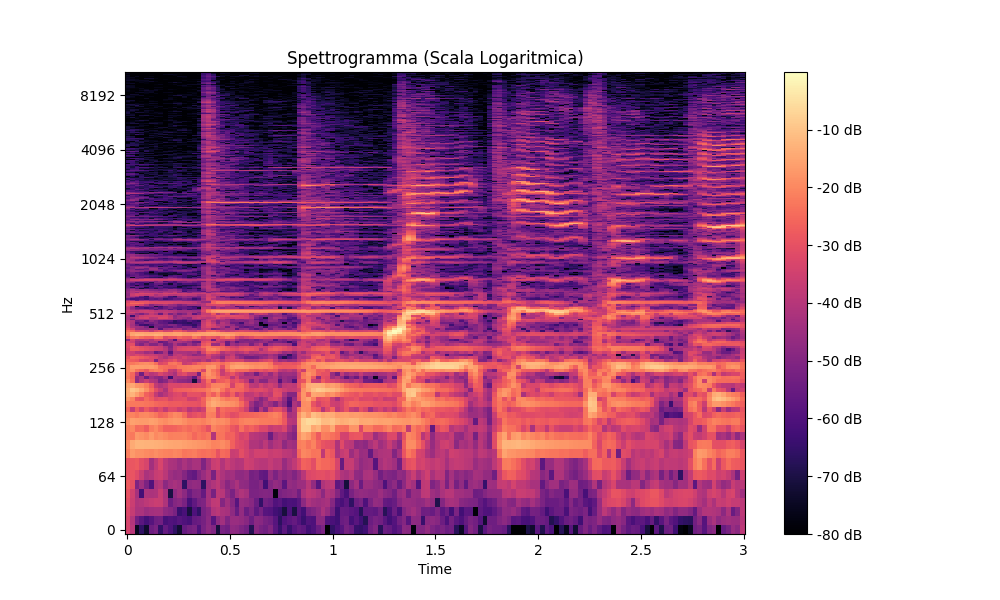 Spettrogramma (Scala Logaritmica)
8192
4096
2048
1024
512
256
128
64
0
Hz
0
0.5
1
1.5
2
2.5
3
Time
-10 dB
-20 dB
-30 dB
-40 dB
-50 dB
-60 dB
-70 dB
-80 dB